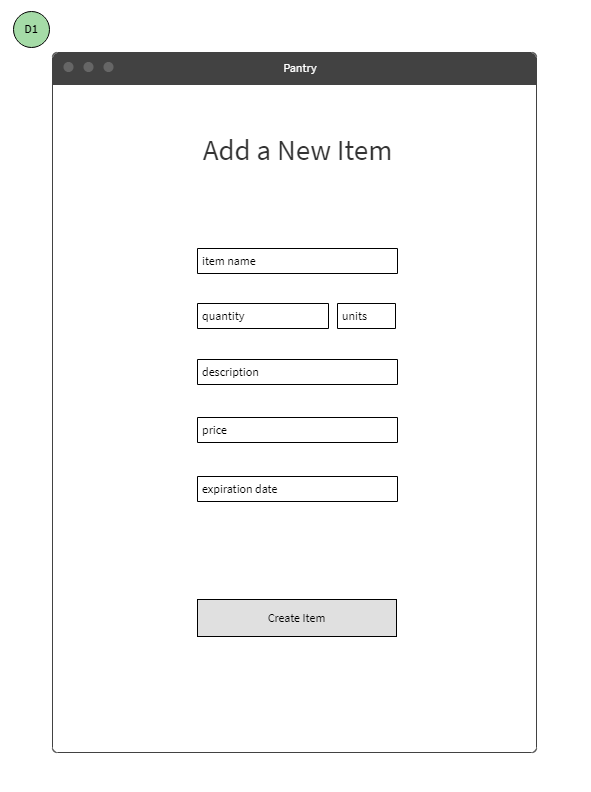 D1
Pantry
Add a New Item
item name
quantity units
description
price
expiration date
Create Item